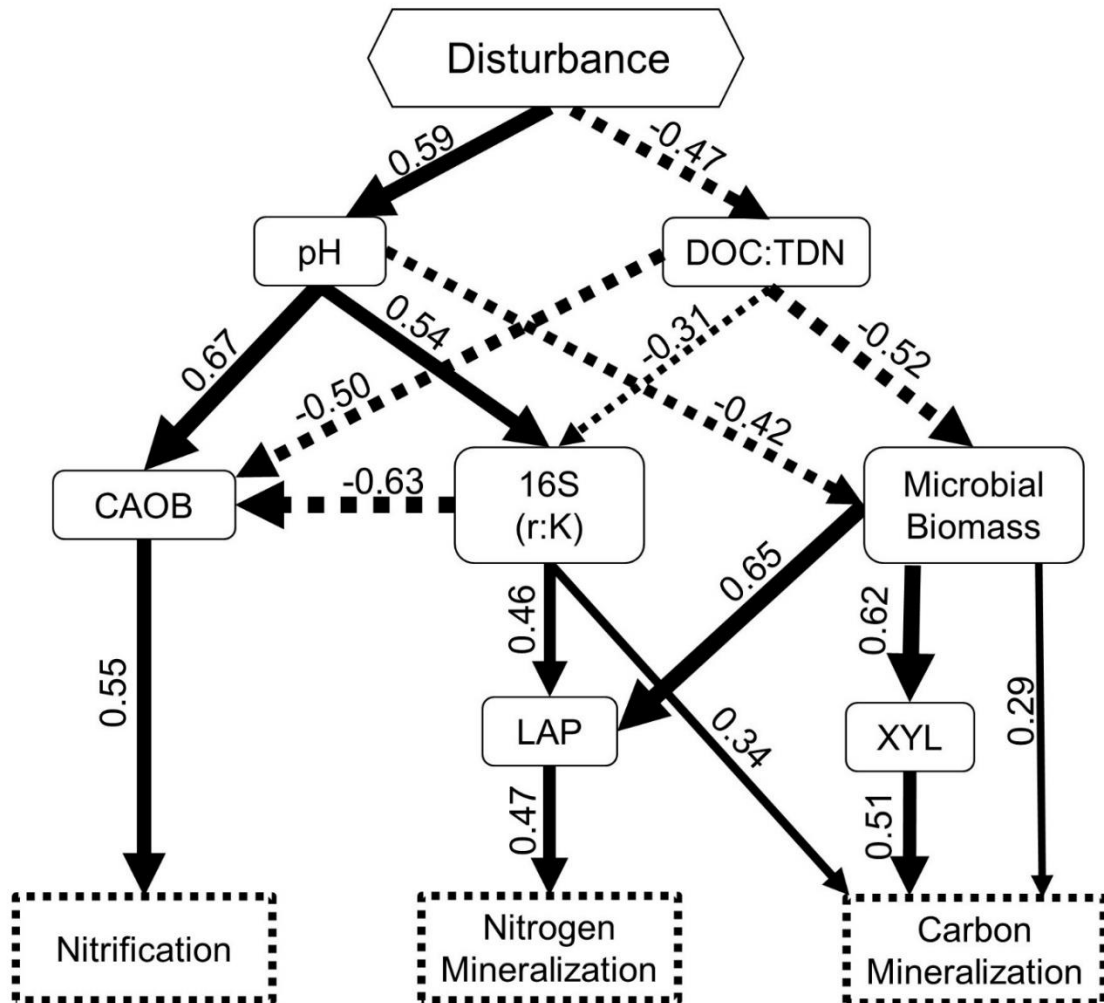 Disturbance
0.59
-0.47
pH
DOC:TDN
0.67
0.54
-0.50
-0.31
-0.42
-0.52
CAOB
-0.63
16S
(r:K)
Microbial
Biomass
0.55
0.46
0.65
0.62
0.29
LAP
0.34
XYL
0.47
0.51
Nitrification
Nitrogen
Mineralization
Carbon
Mineralization